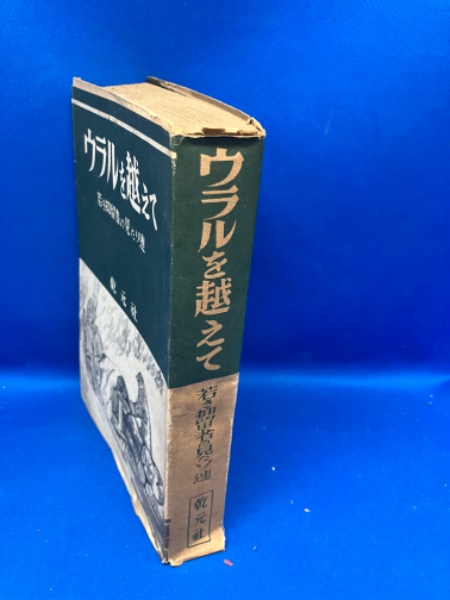 ウラルを越えて
若き抑留者の見たソ連
乾元社
ウラルを越えて
若き抑留者の見たソ連
乾元社